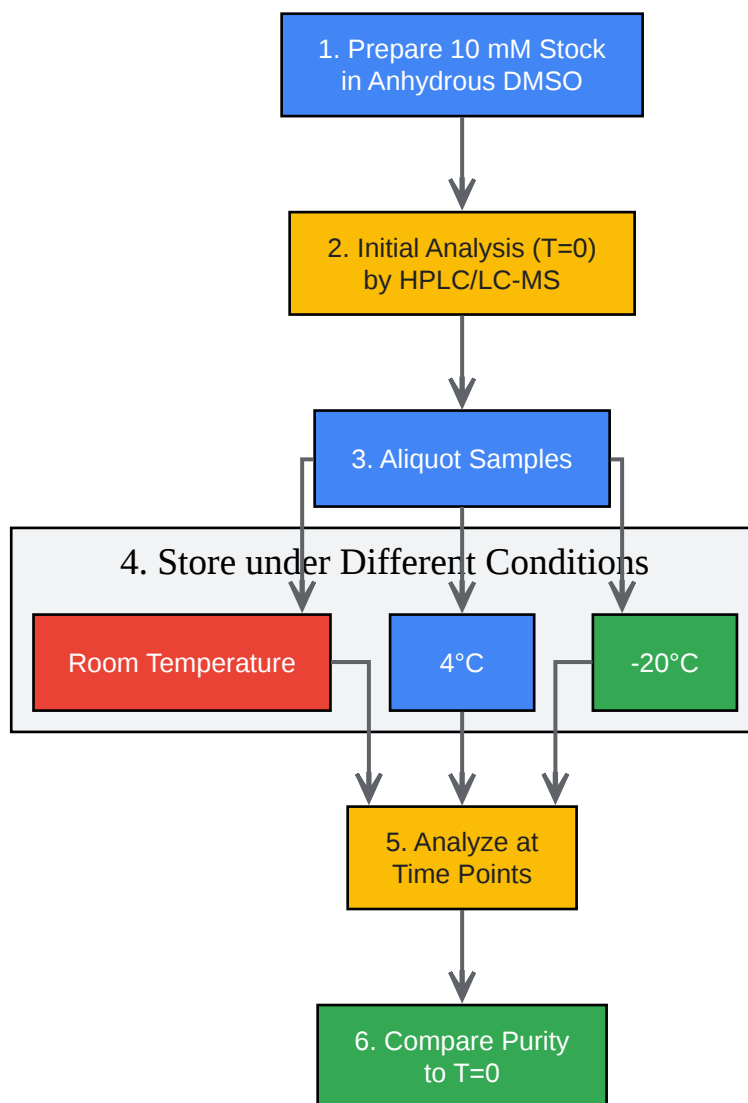 1. Prepare 10 mM Stock
in Anhydrous DMSO
2. Initial Analysis (T=0)
by HPLC/LC-MS
3. Aliquot Samples
4. Store under Different Conditions
Room Temperature
4°C
-20°C
5. Analyze at
Time Points
6. Compare Purity
to T=0